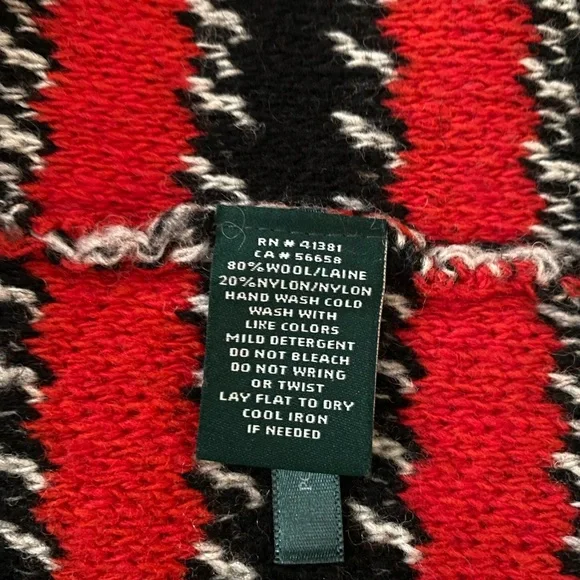 RN # 41381
CA # 56658
80%WOOL/LAINE
20%NYLON/NYLON
HAND WASH COLD
WASH WITH
LIKE COLORS
MILD DETERGENT
DO NOT BLEACH
DO NOT WRING
OR TWIST
LAY FLAT TO DRY
COOL IRON
IF NEEDED